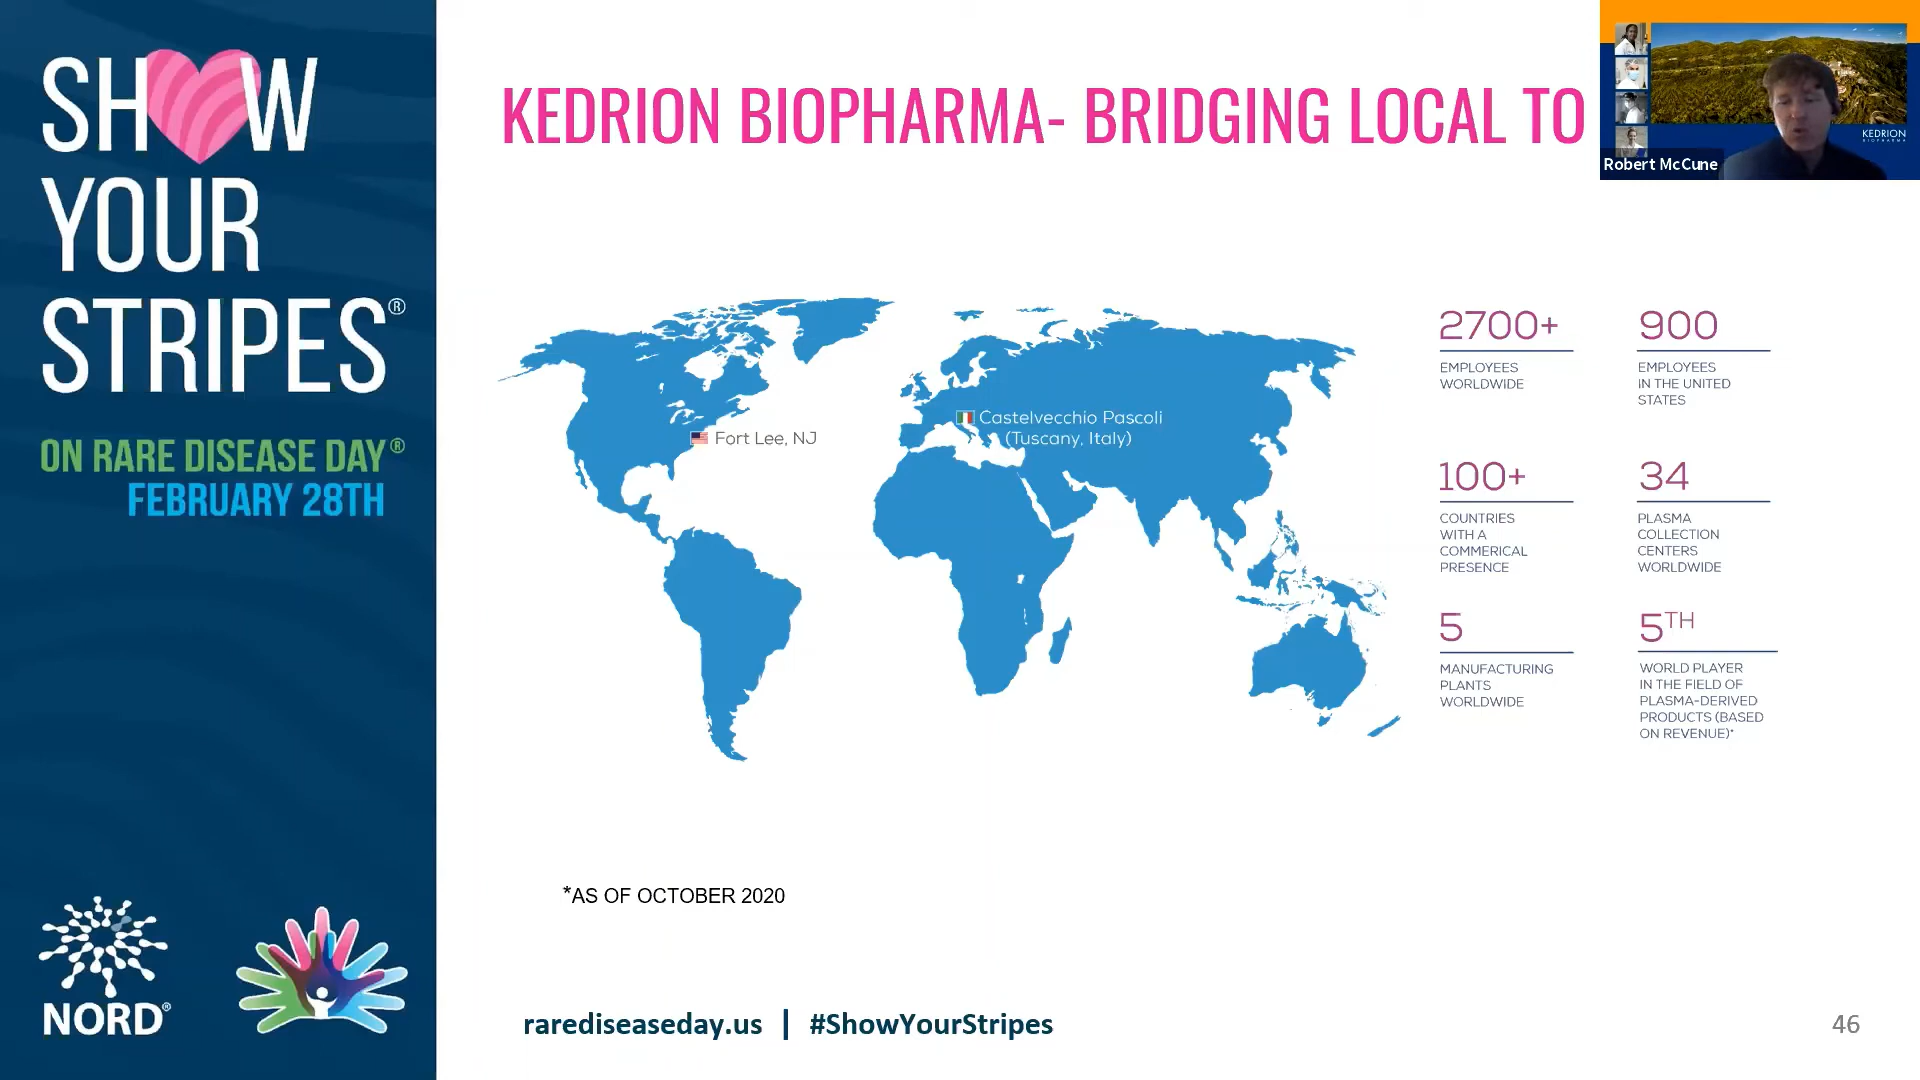 SHOW
YOUR
STRIPES®
ON RARE DISEASE DAY®
FEBRUARY 28TH
NORD®
KEDRION BIOPHARMA- BRIDGING LOCAL TO
KEDRION
BIOPHARMA
Robert McCune
Fort Lee, NJ
Castelvecchio Pascoli
(Tuscany, Italy)
2700+
EMPLOYEES
WORLDWIDE
900
EMPLOYEES
IN THE UNITED
STATES
100+
COUNTRIES
WITH A
COMMERICAL
PRESENCE
34
PLASMA
COLLECTION
CENTERS
WORLDWIDE
5
MANUFACTURING
PLANTS
WORLDWIDE
5TH
WORLD PLAYER
IN THE FIELD OF
PLASMA-DERIVED
PRODUCTS (BASED
ON REVENUE)*
*AS OF OCTOBER 2020
rarediseaseday.us | #ShowYourStripes
46